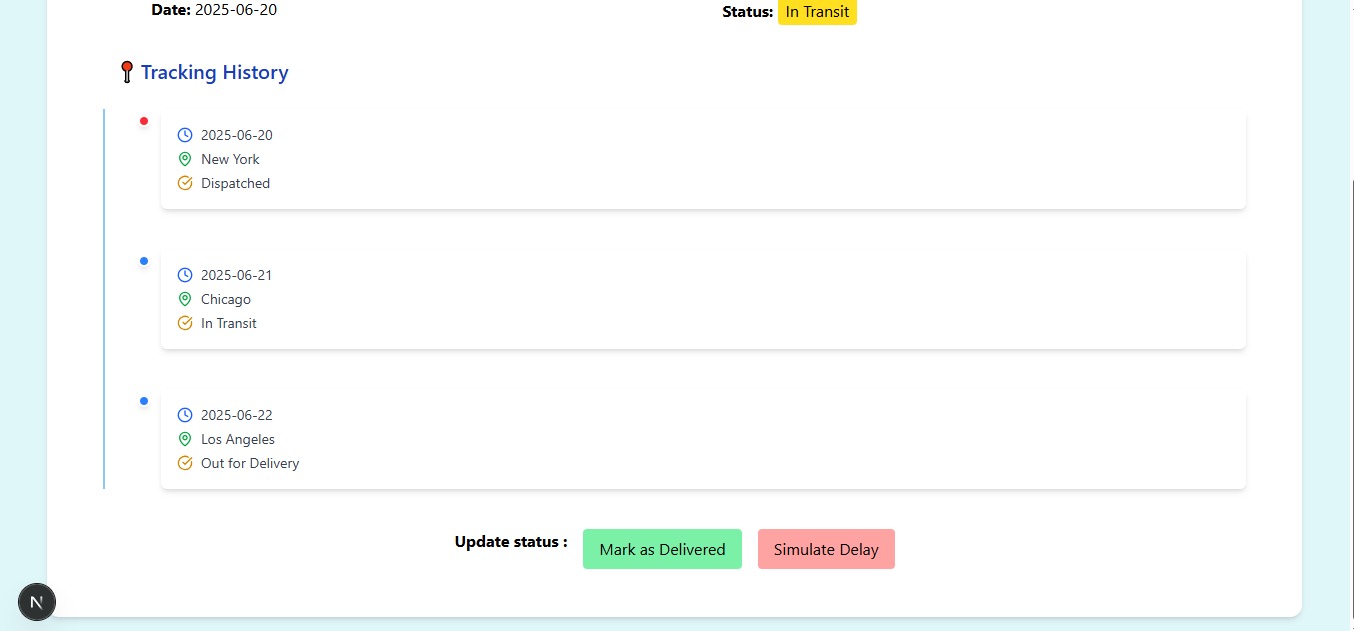 Date: 2025-06-20
Status: In Transit
Tracking History
2025-06-20
New York
Dispatched
2025-06-21
Chicago
In Transit
2025-06-22
Los Angeles
Out for Delivery
Update status : Mark as Delivered Simulate Delay
N